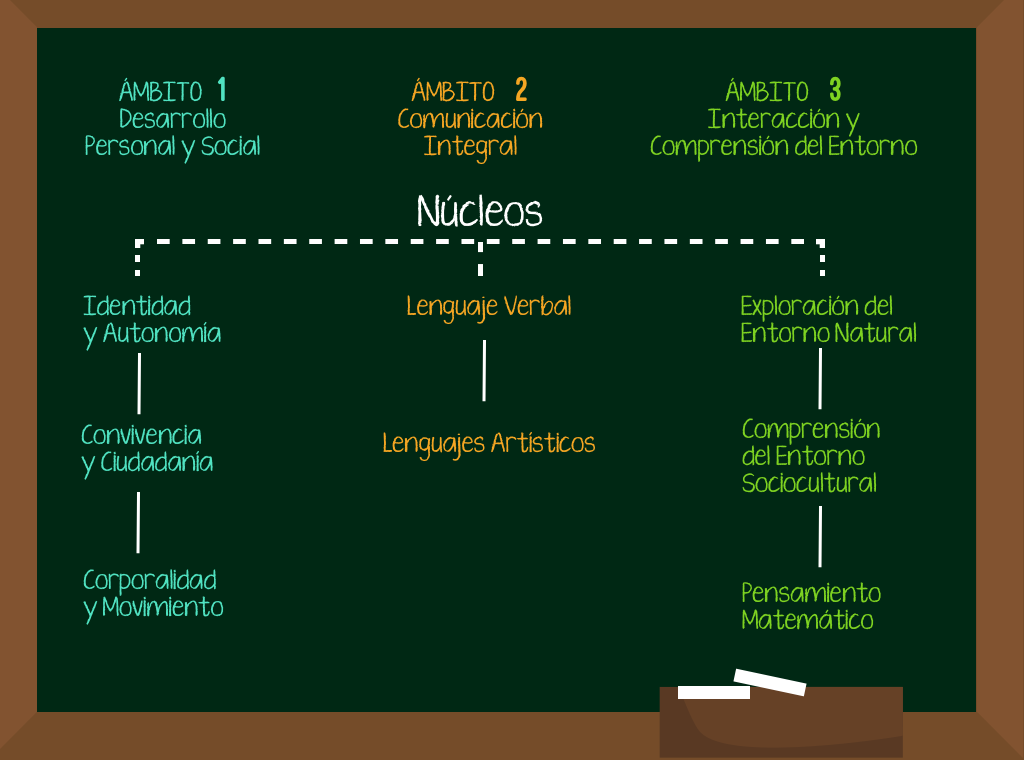 ÁMBITO 1
Desarrollo
Personal y Social
ÁMBITO 2
Comunicación
Integral
ÁMBITO 3
Interacción y
Comprensión del Entorno
Núcleos
Identidad
y Autonomía
Convivencia
y Ciudadanía
Corporalidad
y Movimiento
Lenguaje Verbal
Lenguajes Artísticos
Exploración del
Entorno Natural
Comprensión
del Entorno
Sociocultural
Pensamiento
Matemático